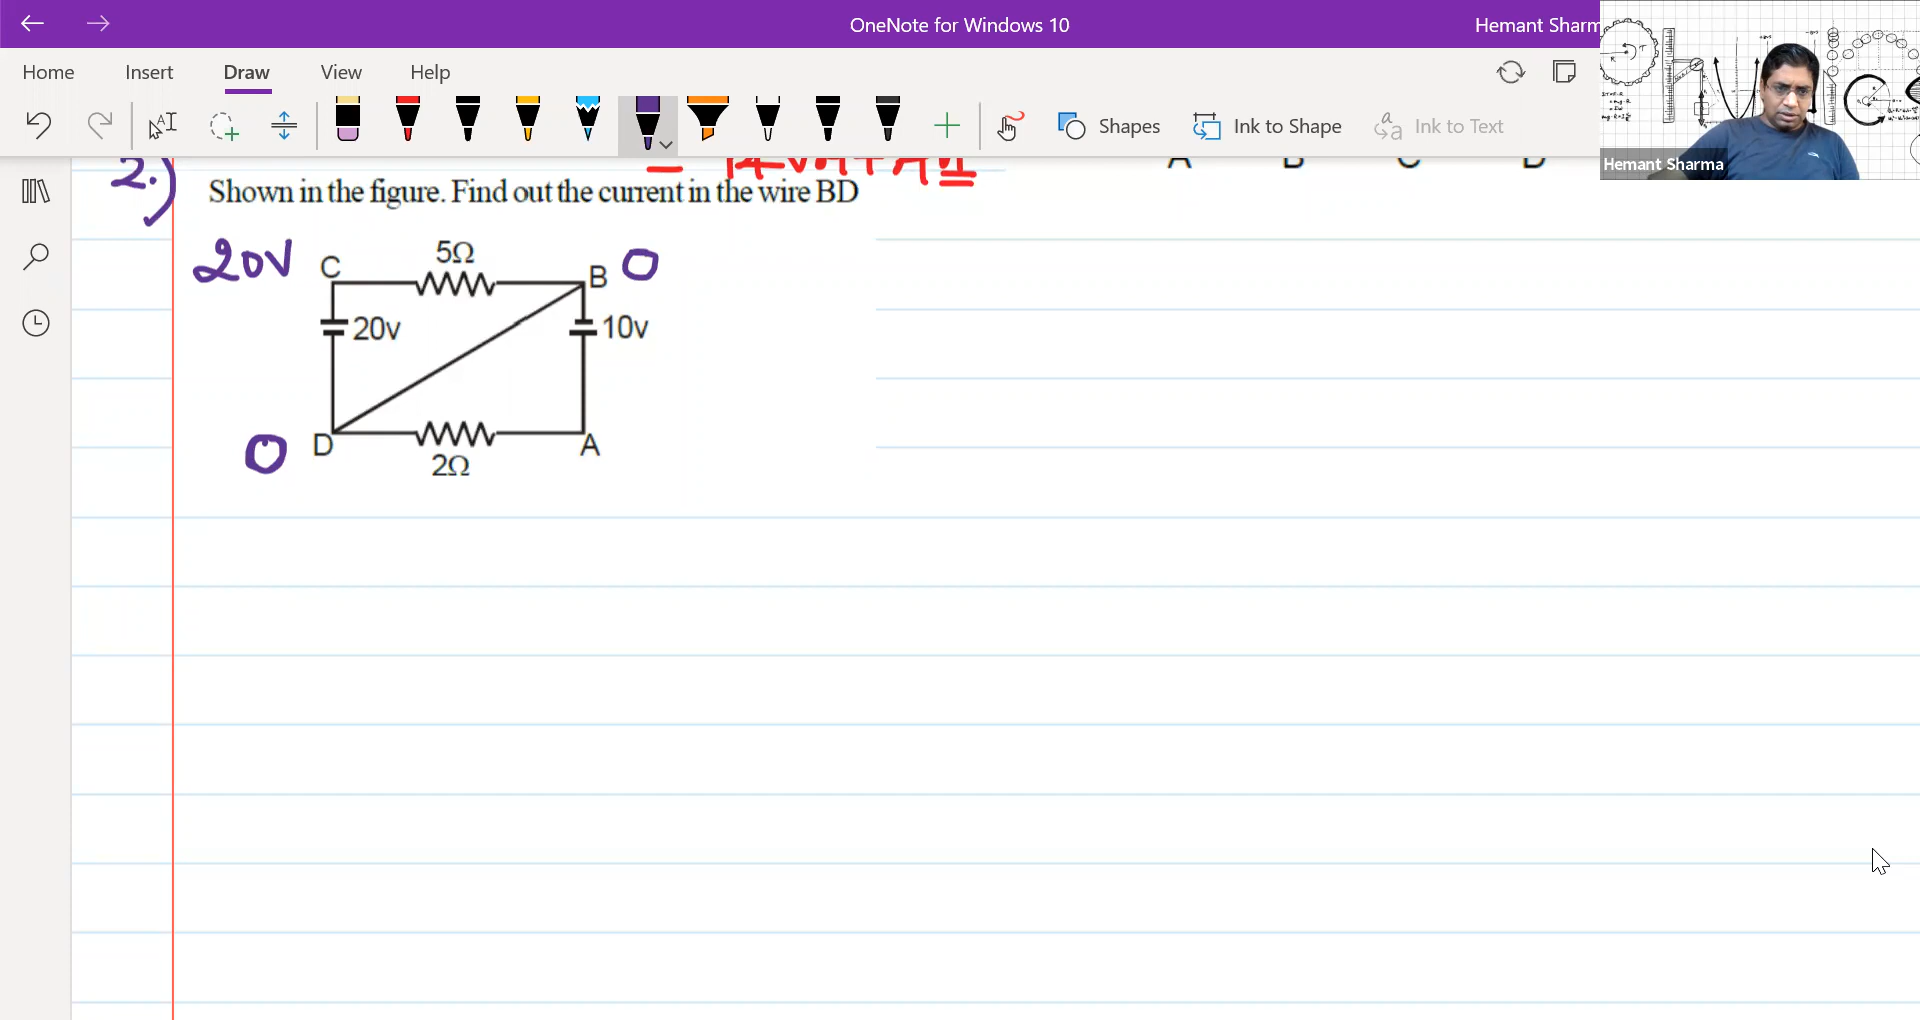 OneNote for Windows 10
Hemant Sharm
Home Insert Draw View Help
Shapes Ink to Shape Ink to Text
Hemant Sharma
2.)
A B C D
Shown in the figure. Find out the current in the wire BD
20V C 5Ω B 0
20v 10v
0 D 2Ω A